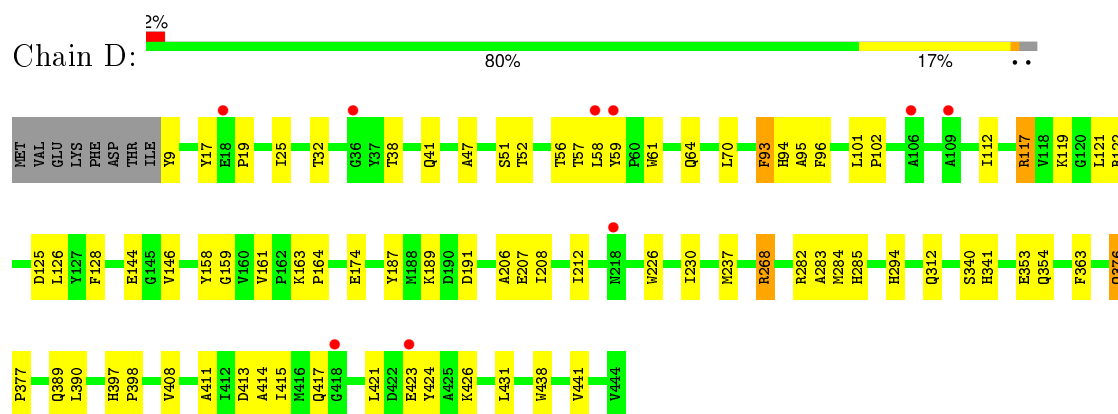 2%
Chain D:
80% 17% • •
MET VAL GLU LYS PHE ASP THR ILE Y9 Y17 E18 P19 I25 T32 G36 Y37 T38 Q41 A47 S51 T52 T56 T57 L58 Y59 P60 W61 Q64 L70 F93 H94 A95 F96 L101 P102 A106 A109 I112 R117 V118 K119 G120 L121
D125 L126 Y127 F128 E144 G145 V146 Y158 G159 V160 V161 P162 K163 P164 E174 Y187 M188 K189 D190 D191 A206 E207 I208 I212 N218 W226 I230 M237 R268 R282 A283 M284 H285 H294 Q312 S340 H341 E353 Q354 F363
P377 Q389 L390 H397 P398 V408 A411 I412 D413 A414 I415 M416 Q417 G418 L421 D422 E423 Y424 A425 K426 L431 W438 V441 V444